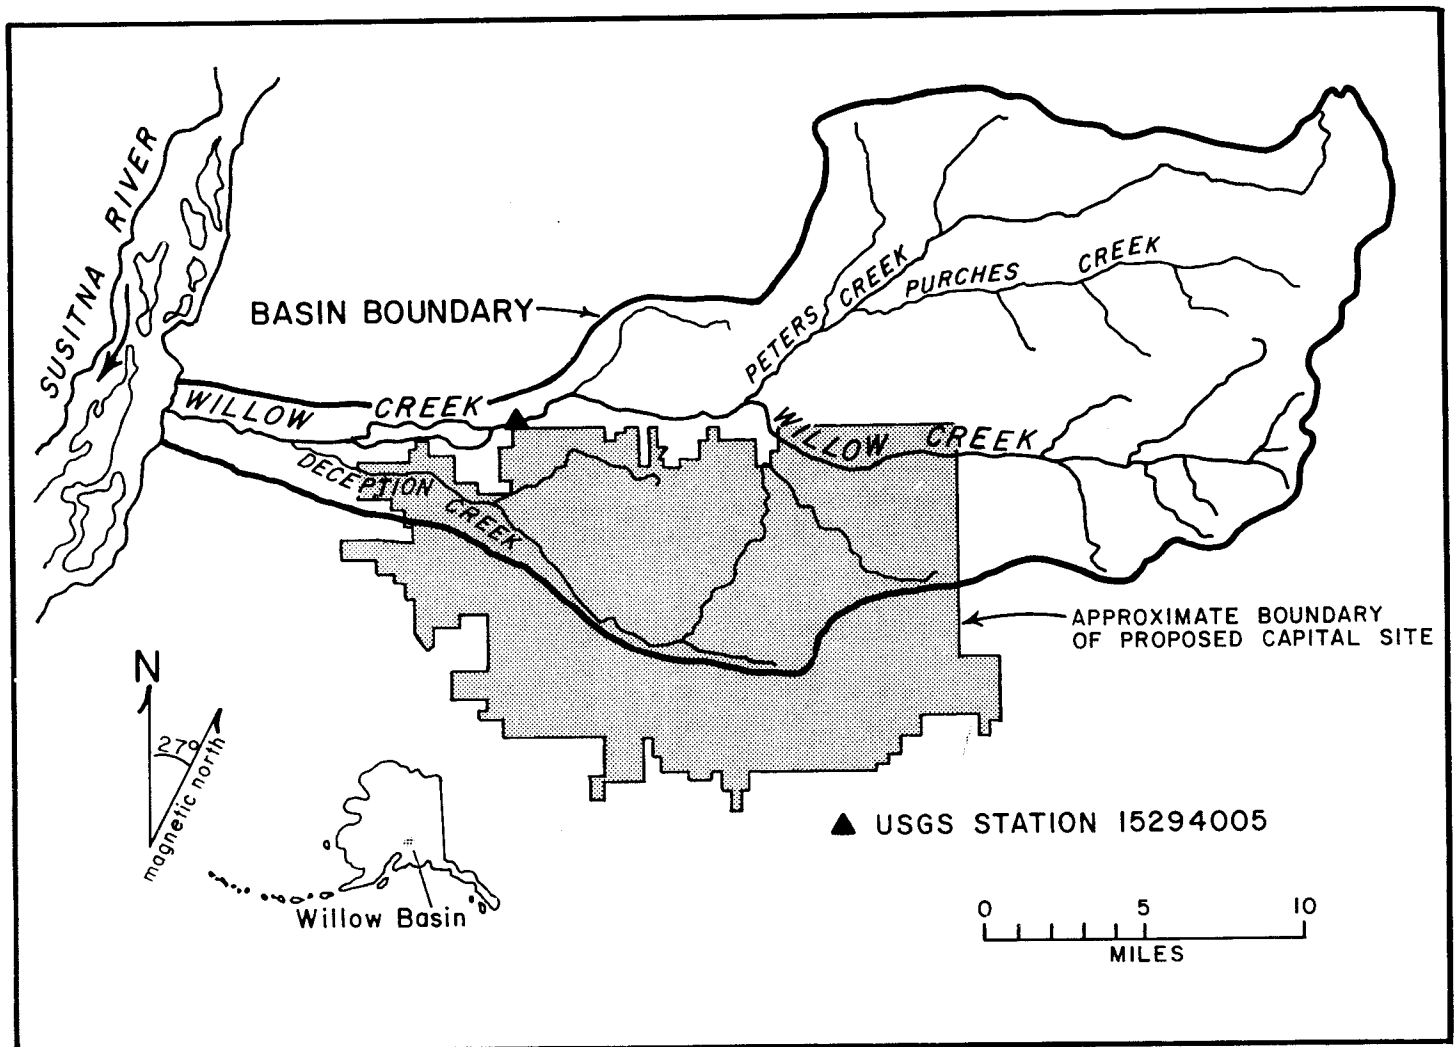 SUSITNA RIVER
BASIN BOUNDARY
PETERS CREEK
PURCHES CREEK
WILLOW CREEK
WILLOW CREEK
DECEPTION CREEK
APPROXIMATE BOUNDARY
OF PROPOSED CAPITAL SITE
N
27°
magnetic north
USGS STATION 15294005
Willow Basin
0 5 10
MILES